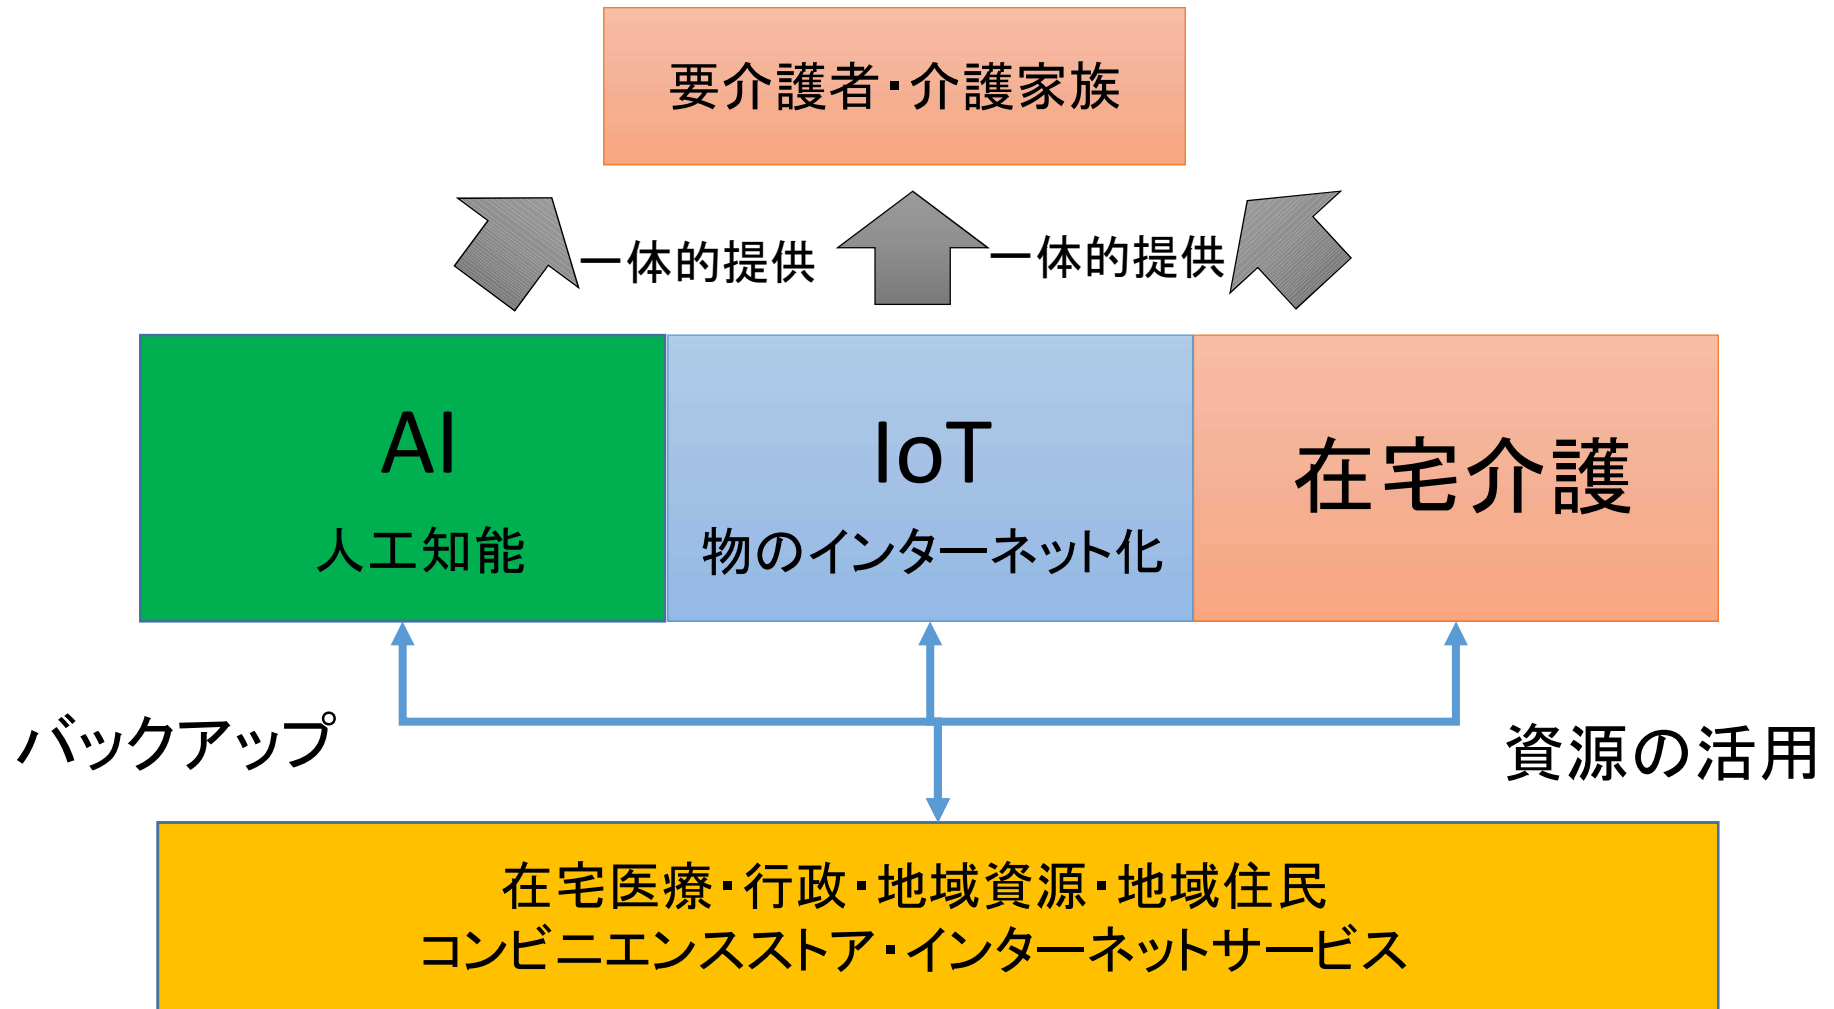 要介護者・介護家族
一体的提供
一体的提供
AI
人工知能
IoT
物のインターネット化
在宅介護
バックアップ
資源の活用
在宅医療・行政・地域資源・地域住民
コンビニエンスストア・インターネットサービス